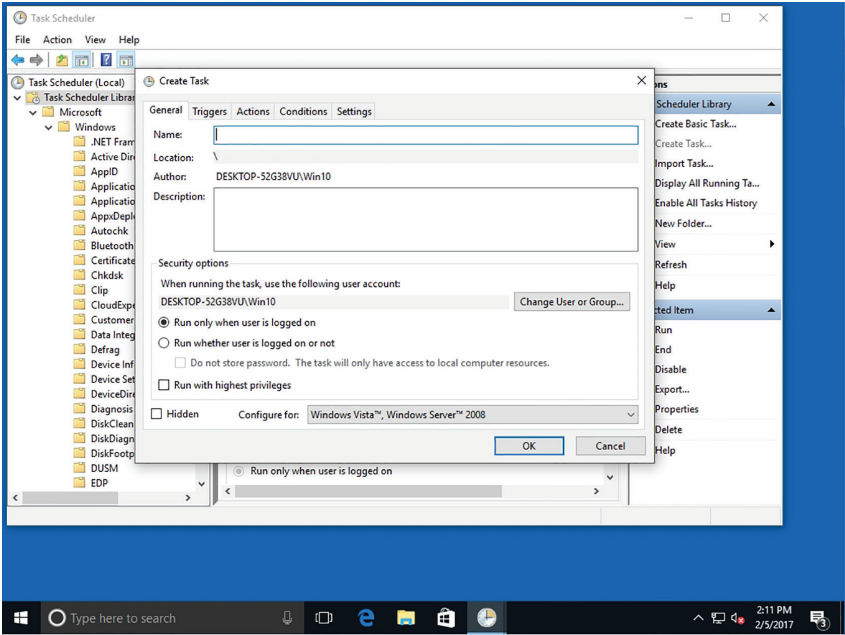 Task Scheduler
File Action View Help
Task Scheduler (Local)
Task Scheduler Librar
Microsoft
Windows
.NET Fram
Active Dire
AppID
Applicatio
Applicatio
AppxDeplo
Autochk
Bluetooth
Certificate
Chkdsk
Clip
CloudExpe
Customer
Data Integ
Defrag
Device Inf
Device Set
DeviceDire
Diagnosis
DiskClean
DiskDiagn
DiskFootp
DUSM
EDP
Create Task
General Triggers Actions Conditions Settings
Name:
Location: \
Author: DESKTOP-52G38VU\Win10
Description:
Security options
When running the task, use the following user account:
DESKTOP-52G38VU\Win10 Change User or Group...
Run only when user is logged on
Run whether user is logged on or not
Do not store password. The task will only have access to local computer resources.
Run with highest privileges
Hidden Configure for: Windows Vista™, Windows Server™ 2008
OK Cancel
Run only when user is logged on
ons
Scheduler Library
Create Basic Task...
Create Task...
Import Task...
Display All Running Ta...
Enable All Tasks History
New Folder...
View
Refresh
Help
cted Item
Run
End
Disable
Export...
Properties
Delete
Help
Type here to search
2:11 PM
2/5/2017
3